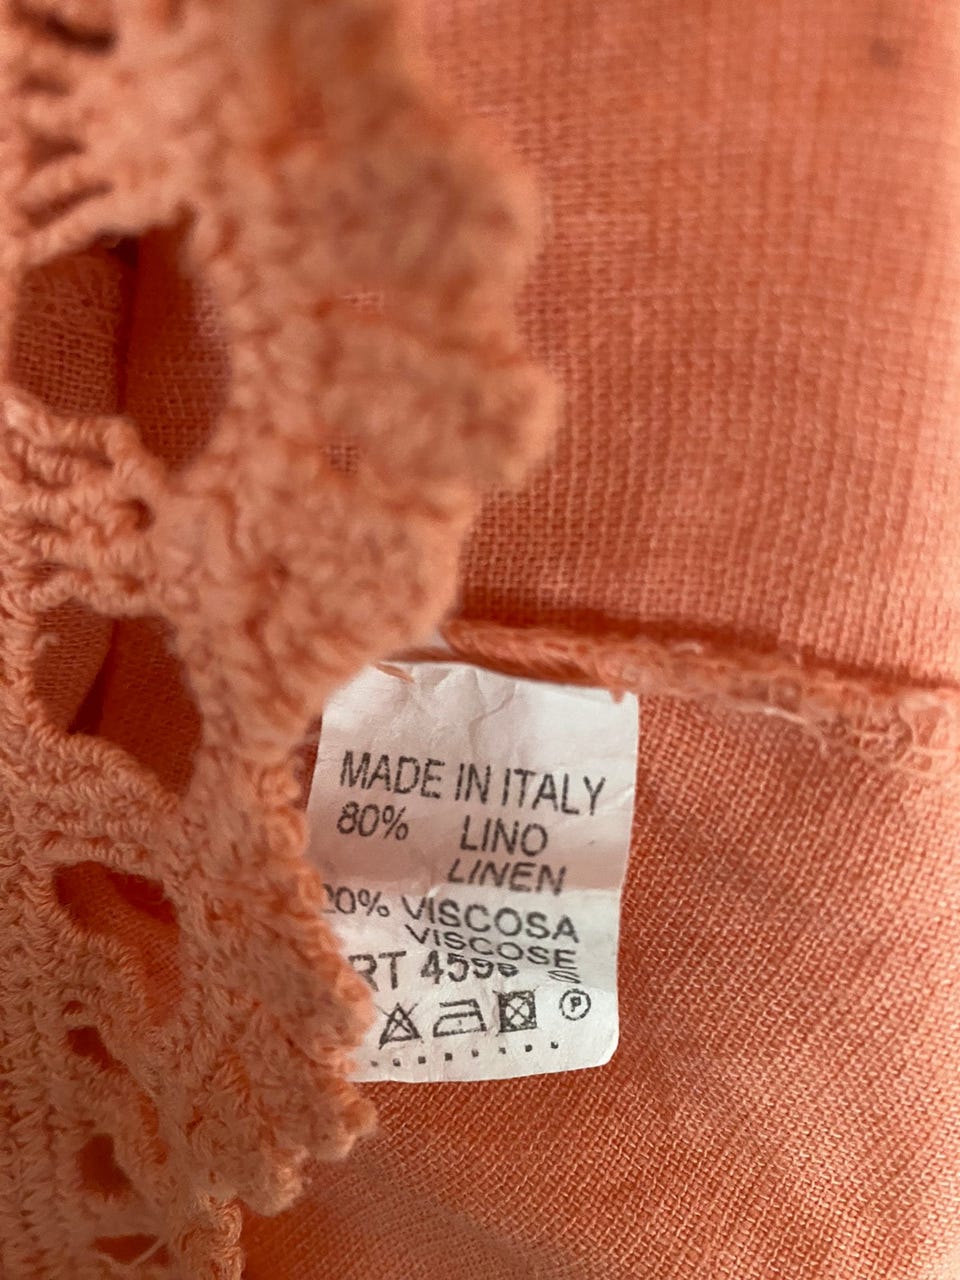 MADE IN ITALY
80% LINO
LINEN
20% VISCOSA
VISCOSE
P